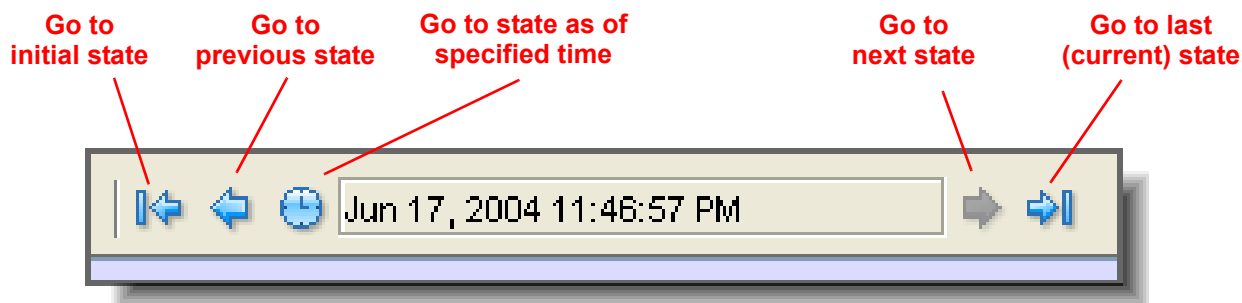 Go to
initial state
Go to
previous state
Go to state as of
specified time
Go to
next state
Go to last
(current) state
Jun 17, 2004 11:46:57 PM